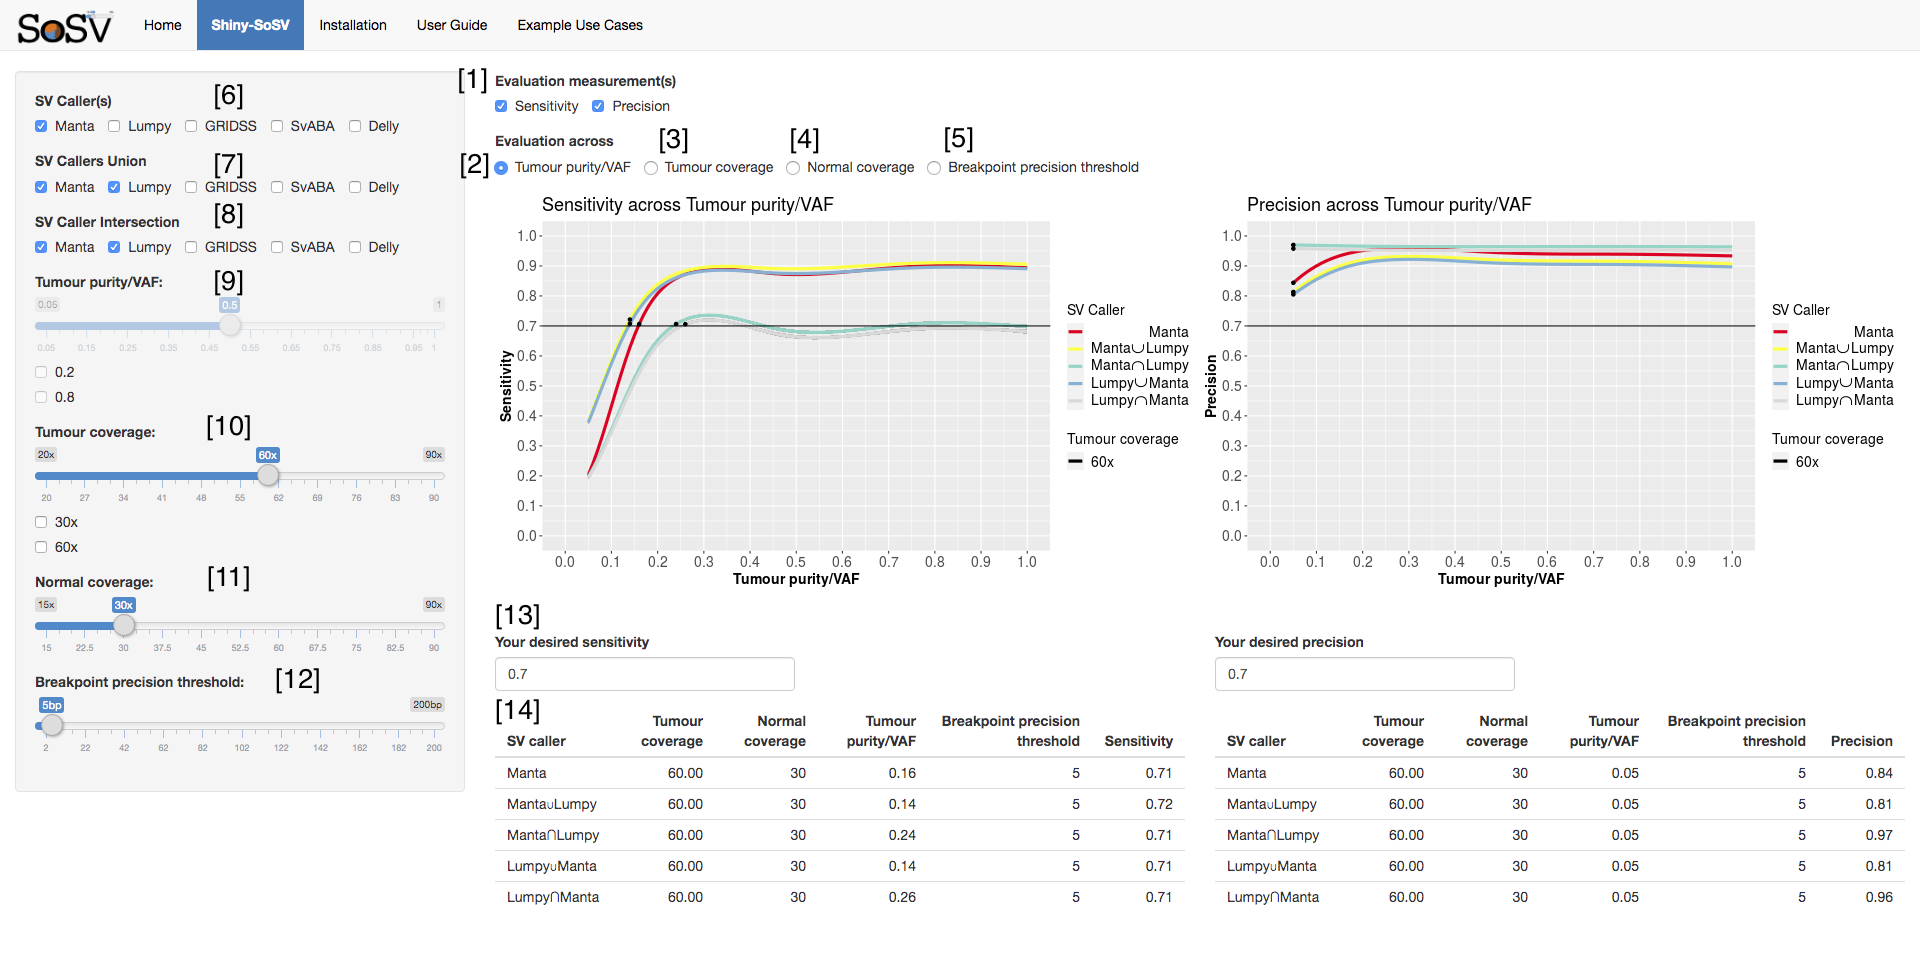 SoSV Home Shiny-SoSV Installation User Guide Example Use Cases
[6]
SV Caller(s)
Manta Lumpy GRIDSS SvABA Delly
SV Callers Union [7]
Manta Lumpy GRIDSS SvABA Delly
SV Caller Intersection [8]
Manta Lumpy GRIDSS SvABA Delly
Tumour purity/VAF: [9]
0.05 0.5 1
0.05 0.15 0.25 0.35 0.45 0.55 0.65 0.75 0.85 0.95 1
0.2
0.8
Tumour coverage: [10]
20x 60x 90x
20 27 34 41 48 55 62 69 76 83 90
30x
60x
Normal coverage: [11]
15x 30x 90x
15 22.5 30 37.5 45 52.5 60 67.5 75 82.5 90
Breakpoint precision threshold: [12]
5bp 200bp
2 22 42 62 82 102 122 142 162 182 200
[1] Evaluation measurement(s)
Sensitivity Precision
Evaluation across [3] [4] [5]
[2] Tumour purity/VAF Tumour coverage Normal coverage Breakpoint precision threshold
Sensitivity across Tumour purity/VAF
1.0
0.9
0.8
0.7
0.6
0.5
0.4
0.3
0.2
0.1
0.0
Sensitivity
0.0 0.1 0.2 0.3 0.4 0.5 0.6 0.7 0.8 0.9 1.0
Tumour purity/VAF
SV Caller
Manta
Manta∪Lumpy
Manta∩Lumpy
Lumpy∪Manta
Lumpy∩Manta
Tumour coverage
60x
Precision across Tumour purity/VAF
1.0
0.9
0.8
0.7
0.6
0.5
0.4
0.3
0.2
0.1
0.0
Precision
0.0 0.1 0.2 0.3 0.4 0.5 0.6 0.7 0.8 0.9 1.0
Tumour purity/VAF
SV Caller
Manta
Manta∪Lumpy
Manta∩Lumpy
Lumpy∪Manta
Lumpy∩Manta
Tumour coverage
60x
[13]
Your desired sensitivity
0.7
[14]
SV caller Tumour coverage Normal coverage Tumour purity/VAF Breakpoint precision threshold Sensitivity
Manta 60.00 30 0.16 5 0.71
Manta∪Lumpy 60.00 30 0.14 5 0.72
Manta∩Lumpy 60.00 30 0.24 5 0.71
Lumpy∪Manta 60.00 30 0.14 5 0.71
Lumpy∩Manta 60.00 30 0.26 5 0.71
Your desired precision
0.7
SV caller Tumour coverage Normal coverage Tumour purity/VAF Breakpoint precision threshold Precision
Manta 60.00 30 0.05 5 0.84
Manta∪Lumpy 60.00 30 0.05 5 0.81
Manta∩Lumpy 60.00 30 0.05 5 0.97
Lumpy∪Manta 60.00 30 0.05 5 0.81
Lumpy∩Manta 60.00 30 0.05 5 0.96